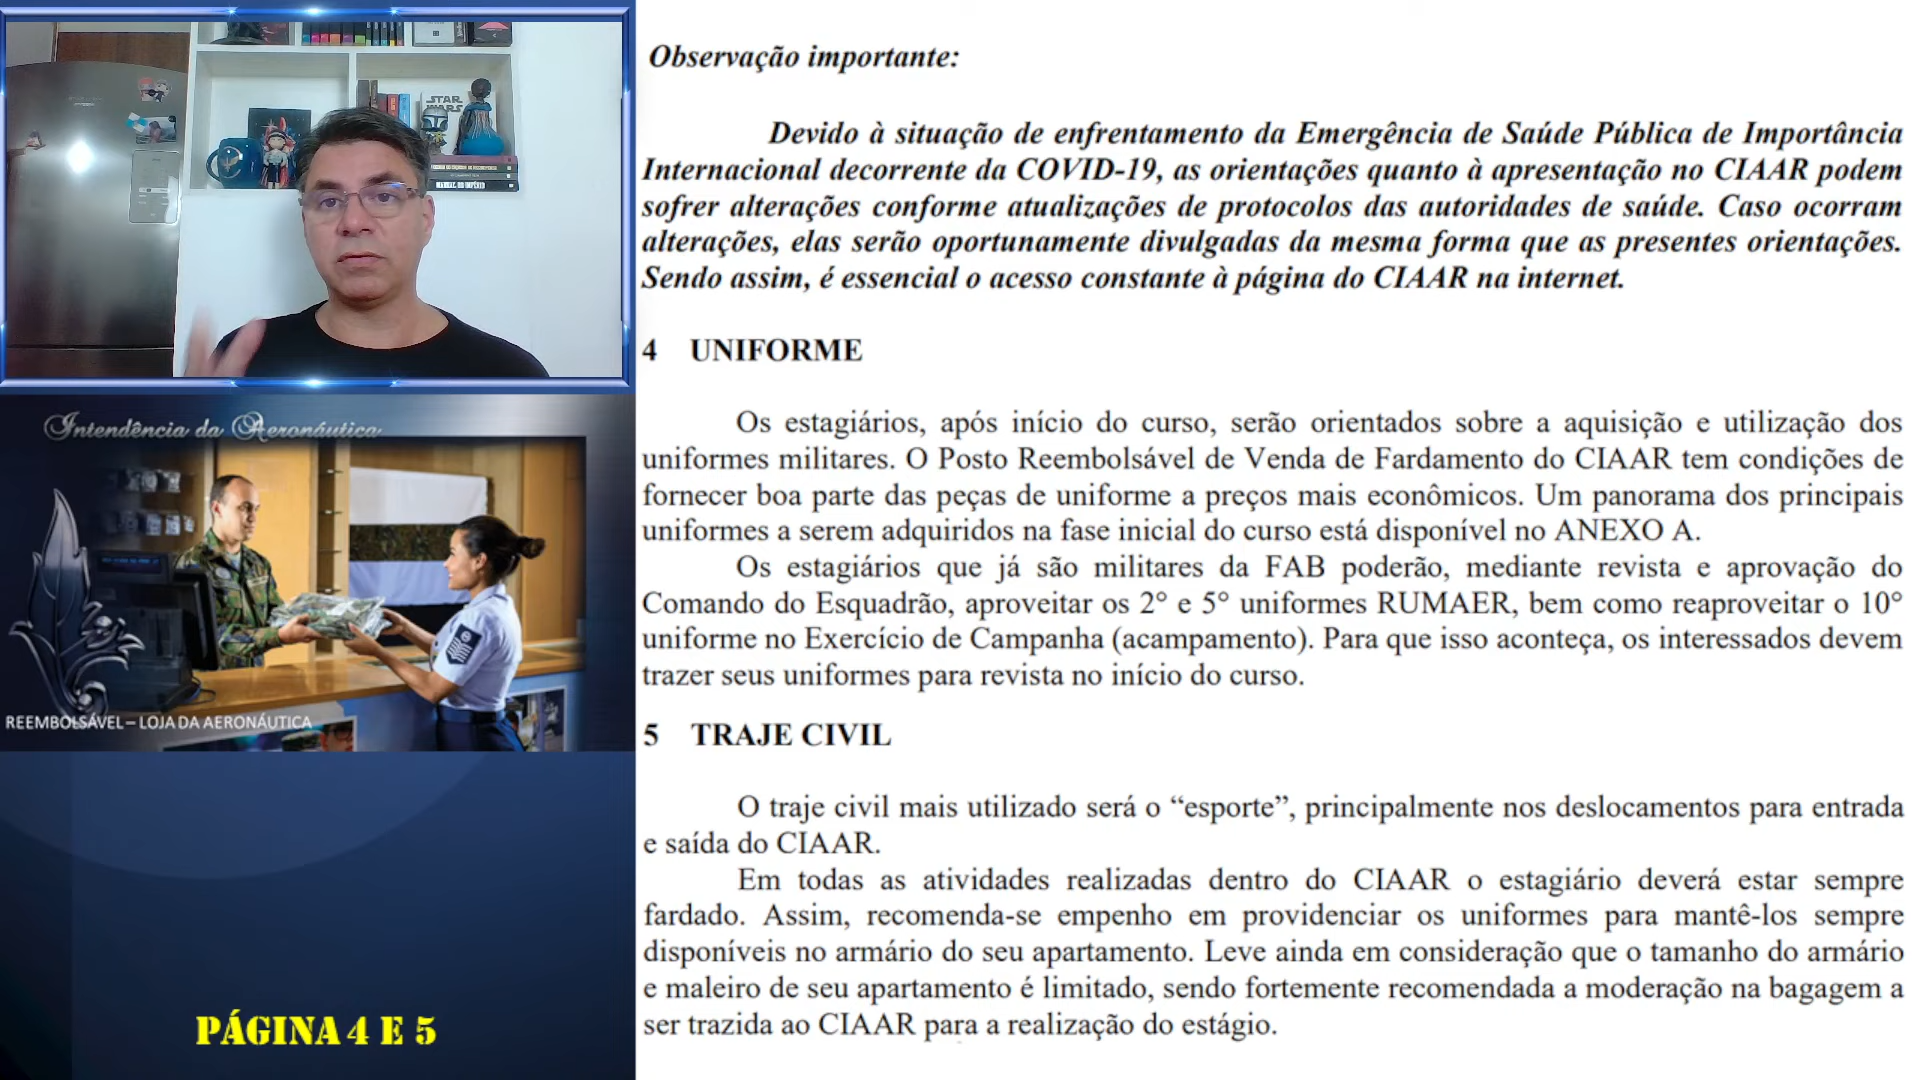 STAR
WARS
MANUAL DO IMPÉRIO
Intendência da Aeronáutica
REEMBOLSÁVEL – LOJA DA AERONÁUTICA
PÁGINA 4 E 5
Observação importante:
Devido à situação de enfrentamento da Emergência de Saúde Pública de Importância
Internacional decorrente da COVID-19, as orientações quanto à apresentação no CIAAR podem
sofrer alterações conforme atualizações de protocolos das autoridades de saúde. Caso ocorram
alterações, elas serão oportunamente divulgadas da mesma forma que as presentes orientações.
Sendo assim, é essencial o acesso constante à página do CIAAR na internet.
4 UNIFORME
Os estagiários, após início do curso, serão orientados sobre a aquisição e utilização dos
uniformes militares. O Posto Reembolsável de Venda de Fardamento do CIAAR tem condições de
fornecer boa parte das peças de uniforme a preços mais econômicos. Um panorama dos principais
uniformes a serem adquiridos na fase inicial do curso está disponível no ANEXO A.
Os estagiários que já são militares da FAB poderão, mediante revista e aprovação do
Comando do Esquadrão, aproveitar os 2° e 5° uniformes RUMAER, bem como reaproveitar o 10°
uniforme no Exercício de Campanha (acampamento). Para que isso aconteça, os interessados devem
trazer seus uniformes para revista no início do curso.
5 TRAJE CIVIL
O traje civil mais utilizado será o “esporte”, principalmente nos deslocamentos para entrada
e saída do CIAAR.
Em todas as atividades realizadas dentro do CIAAR o estagiário deverá estar sempre
fardado. Assim, recomenda-se empenho em providenciar os uniformes para mantê-los sempre
disponíveis no armário do seu apartamento. Leve ainda em consideração que o tamanho do armário
e maleiro de seu apartamento é limitado, sendo fortemente recomendada a moderação na bagagem a
ser trazida ao CIAAR para a realização do estágio.